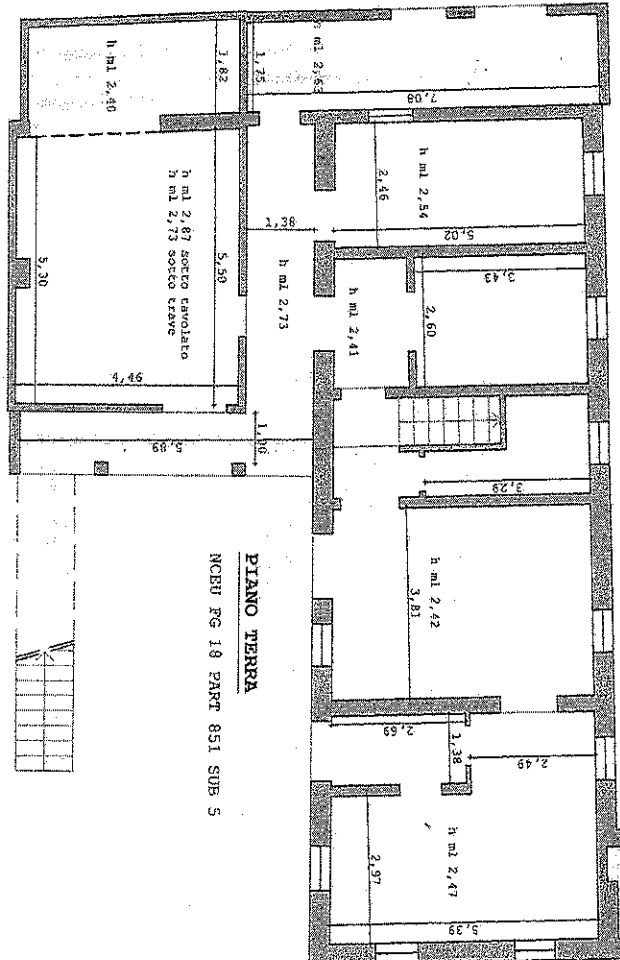 PIANO TERRA
NCEU FG 18 PART 851 SUB 5
h ml 2,40
1,82
1,75
h ml 2,53
7,08
h ml 2,87 sotto tavolato
h ml 2,73 sotto trave
5,30
5,50
4,46
1,38
h ml 2,73
2,46
h ml 2,54
5,02
h ml 2,41
2,60
3,43
5,89
3,29
h ml 2,42
3,81
2,69
1,38
2,49
h ml 2,47
2,97
5,39